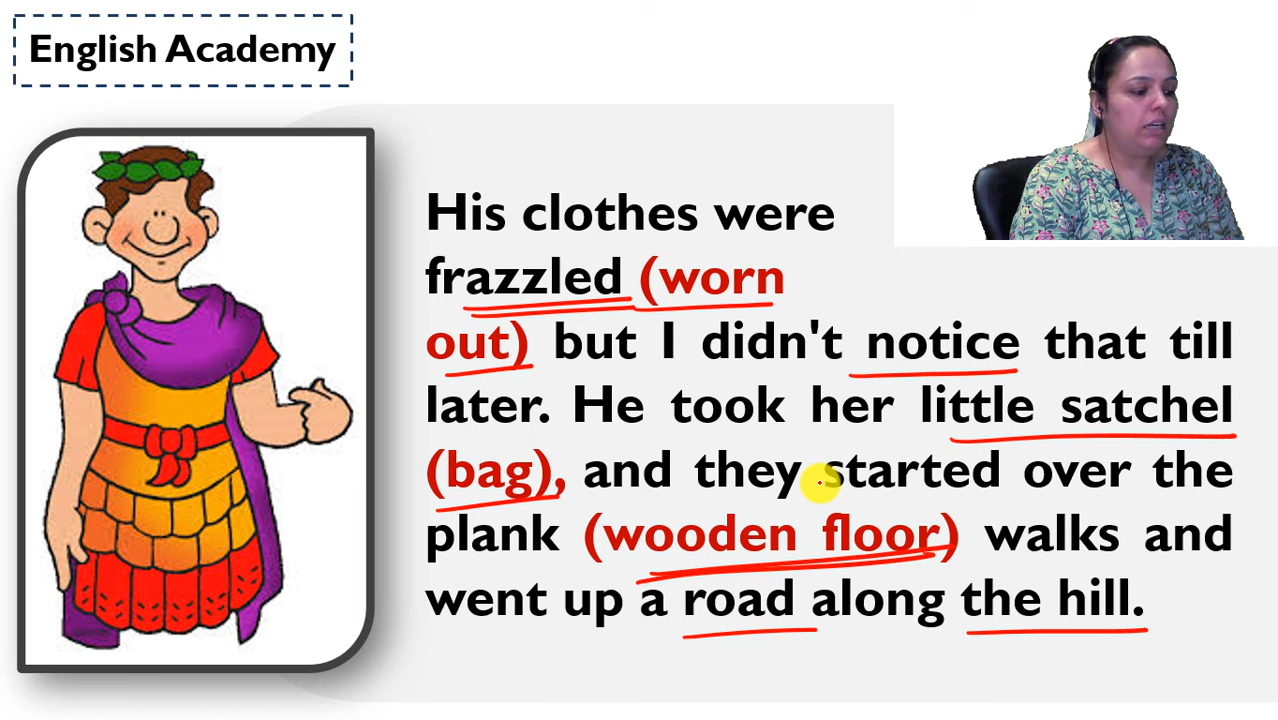 English Academy
His clothes were
frazzled (worn
out) but I didn't notice that till
later. He took her little satchel
(bag), and they started over the
plank (wooden floor) walks and
went up a road along the hill.